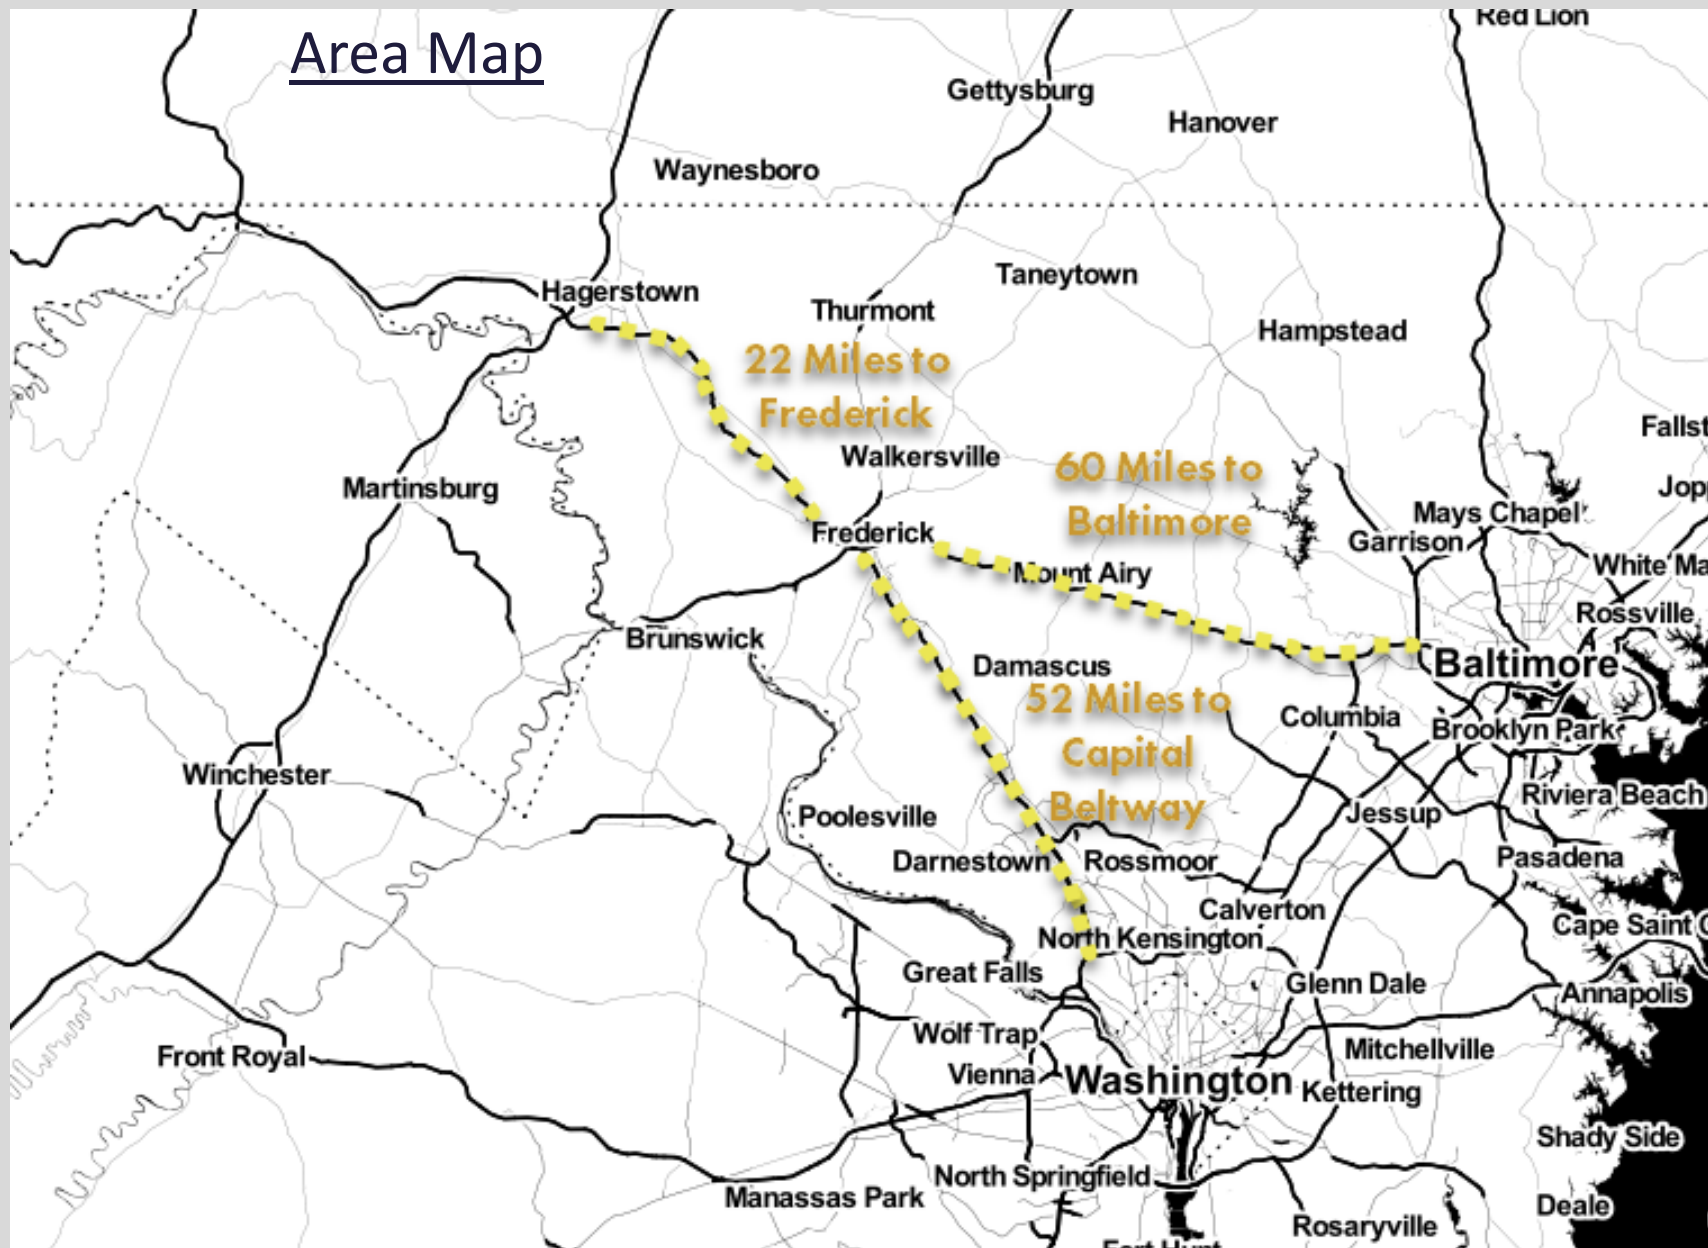 Area Map
Red Lion
Gettysburg
Hanover
Waynesboro
Taneytown
Hagerstown
Thurmont
Hampstead
22 Miles to
Frederick
Walkersville
60 Miles to
Baltimore
Martinsburg
Mays Chapel
Frederick
Garrison
Mount Airy
Rossville
Brunswick
Baltimore
Damascus
52 Miles to
Capital
Beltway
Columbia
Brooklyn Park
Winchester
Riviera Beach
Poolesville
Jessup
Darnestown
Rossmoor
Pasadena
Calverton
Cape Saint
North Kensington
Great Falls
Glenn Dale
Annapolis
Wolf Trap
Mitchellville
Front Royal
Vienna
Washington
Kettering
Shady Side
North Springfield
Manassas Park
Deale
Rosaryville